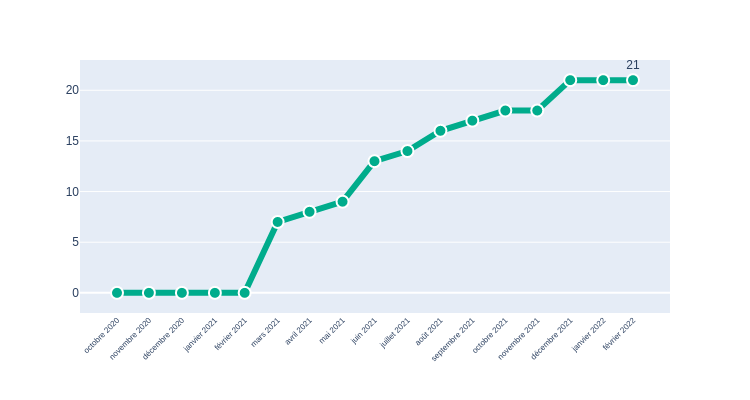 21
20
15
10
5
0
octobre 2020
novembre 2020
décembre 2020
janvier 2021
février 2021
mars 2021
avril 2021
mai 2021
juin 2021
juillet 2021
août 2021
septembre 2021
octobre 2021
novembre 2021
décembre 2021
janvier 2022
février 2022